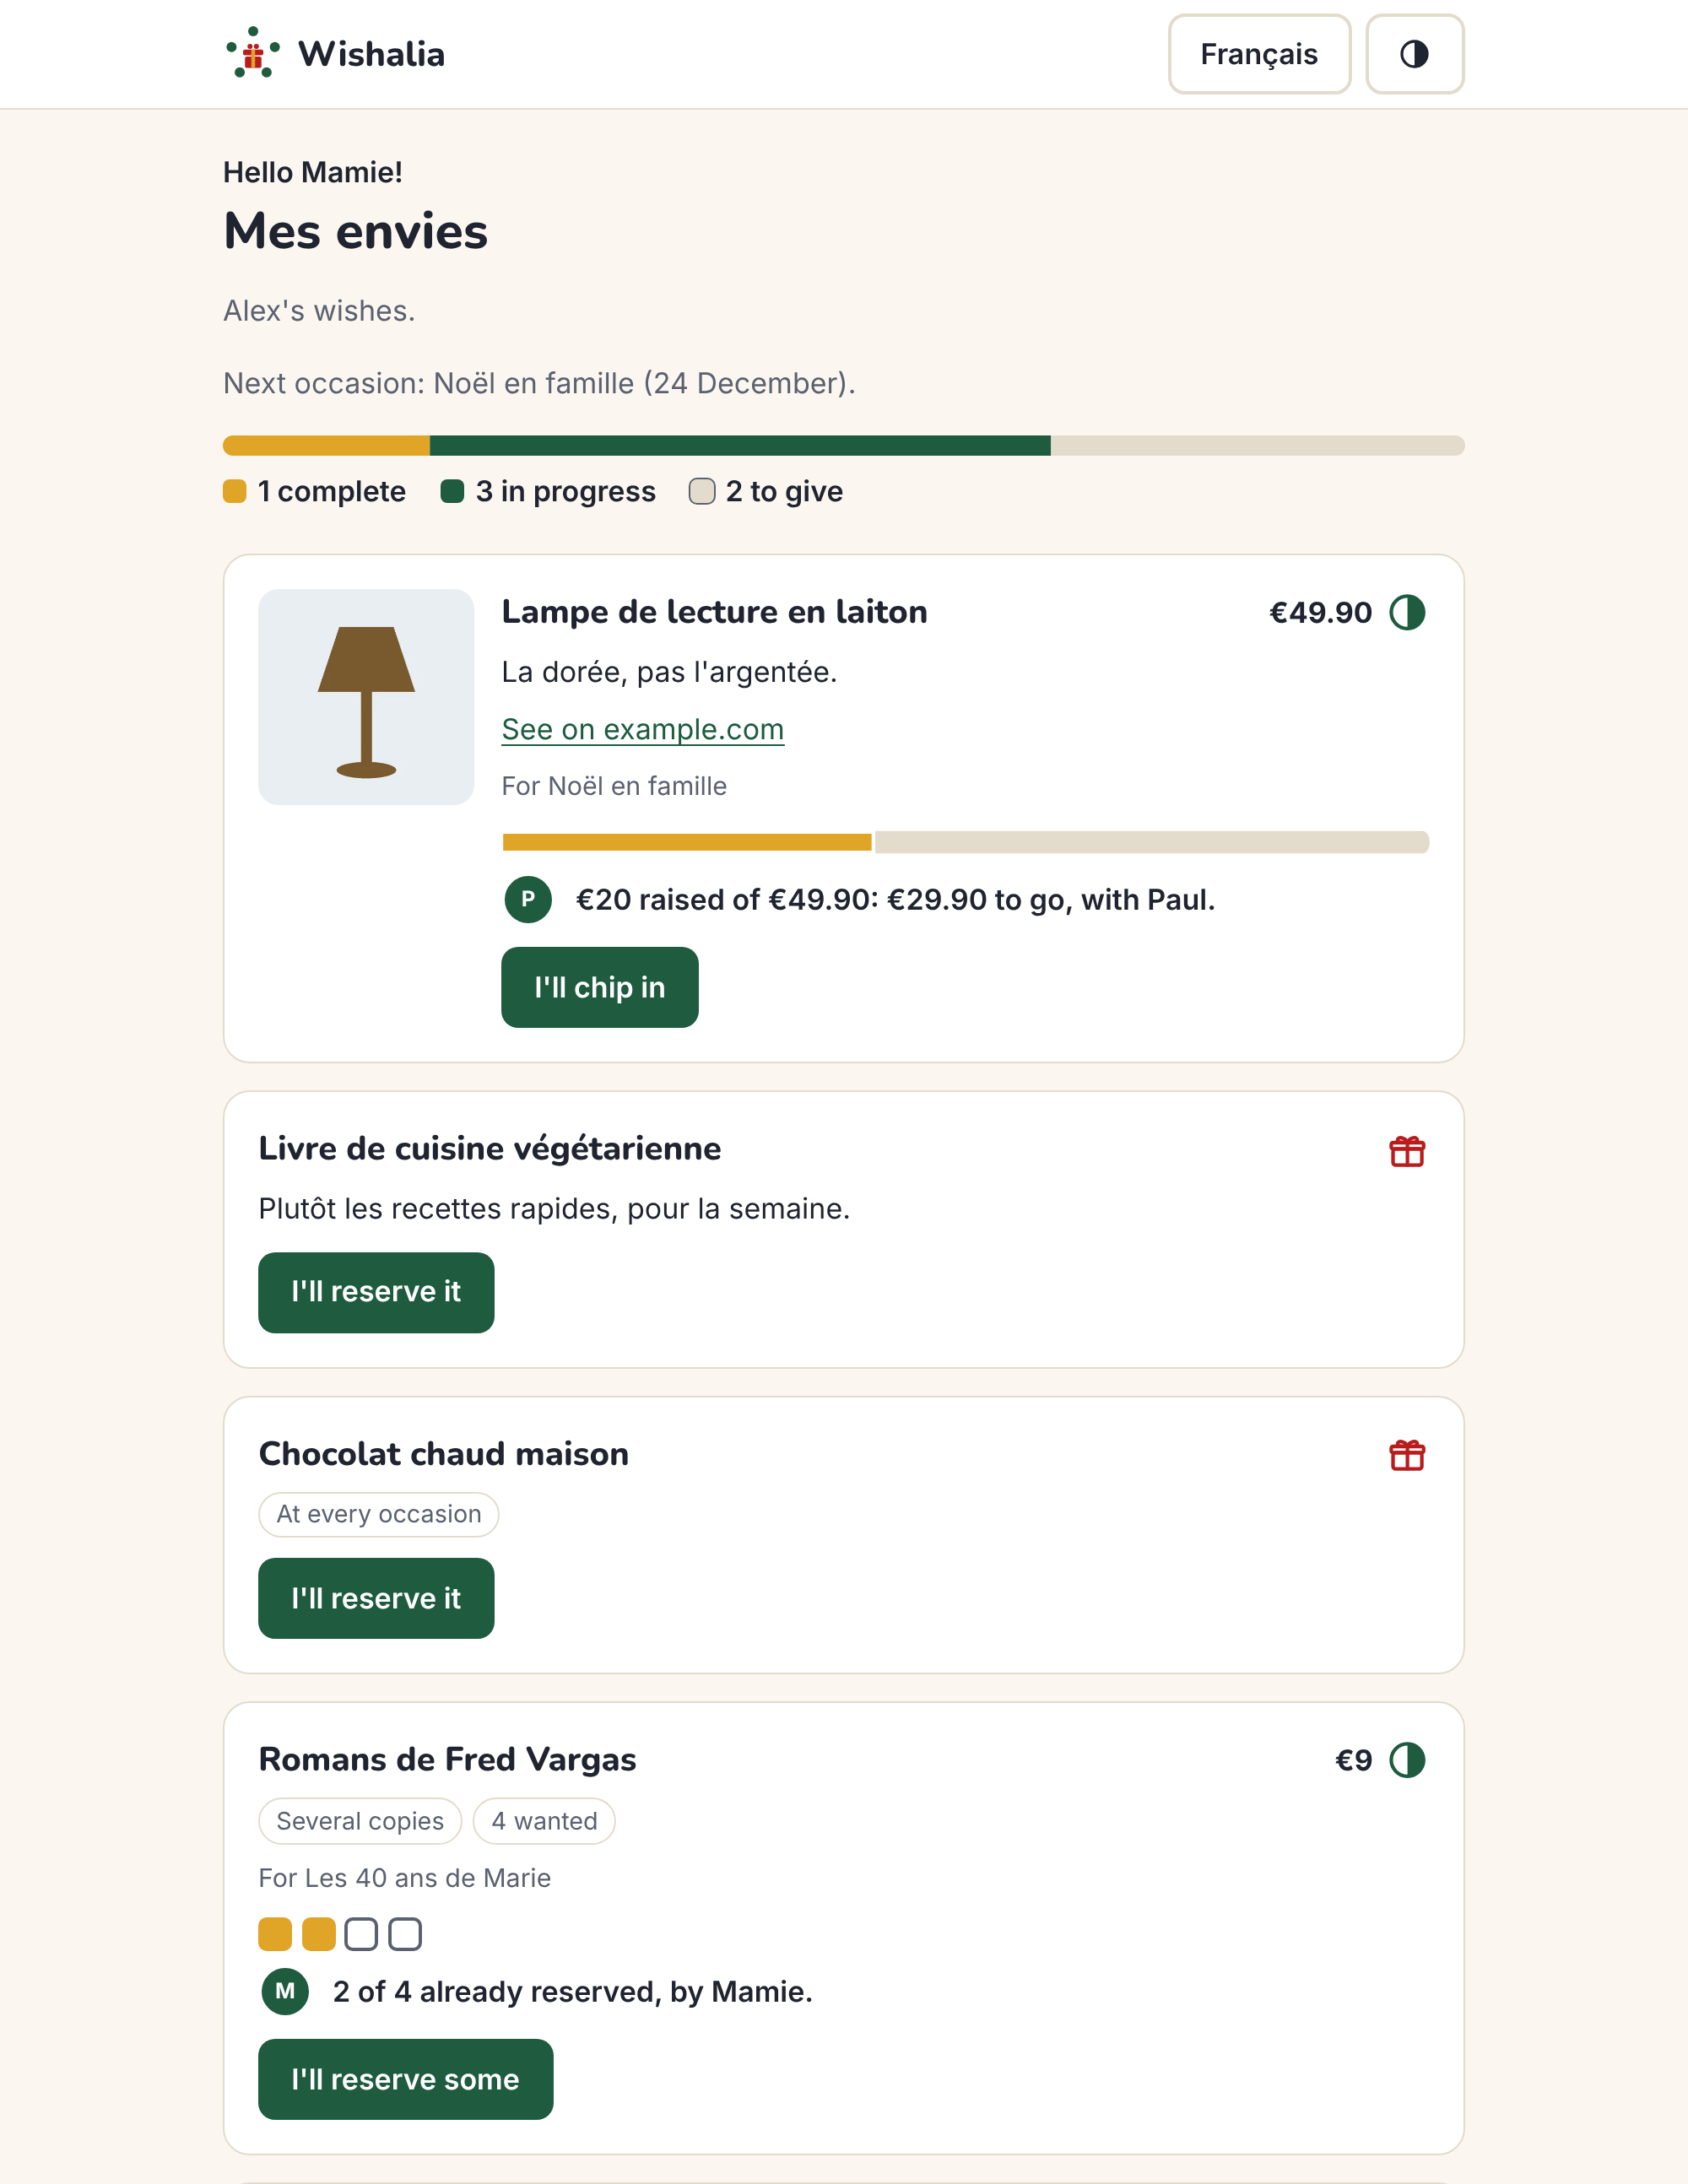 Wishalia
Français
Hello Mamie!
Mes envies
Alex's wishes.
Next occasion: Noël en famille (24 December).
1 complete
3 in progress
2 to give
Lampe de lecture en laiton
€49.90
La dorée, pas l'argentée.
See on example.com
For Noël en famille
P
€20 raised of €49.90: €29.90 to go, with Paul.
I'll chip in
Livre de cuisine végétarienne
Plutôt les recettes rapides, pour la semaine.
I'll reserve it
Chocolat chaud maison
At every occasion
I'll reserve it
Romans de Fred Vargas
€9
Several copies
4 wanted
For Les 40 ans de Marie
M
2 of 4 already reserved, by Mamie.
I'll reserve some